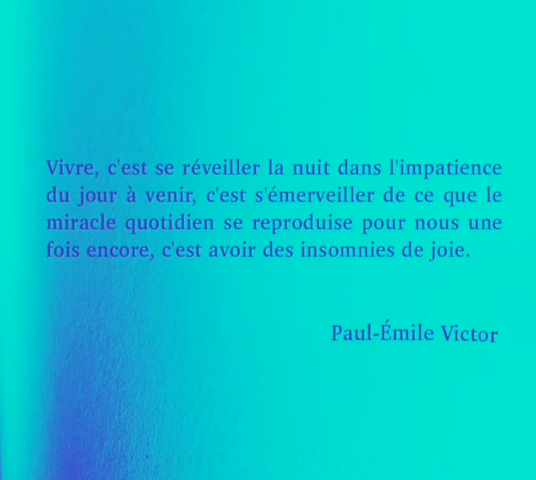 Vivre, c'est se réveiller la nuit dans l'impatience
du jour à venir, c'est s'émerveiller de ce que le
miracle quotidien se reproduise pour nous une
fois encore, c'est avoir des insomnies de joie.
Paul-Émile Victor